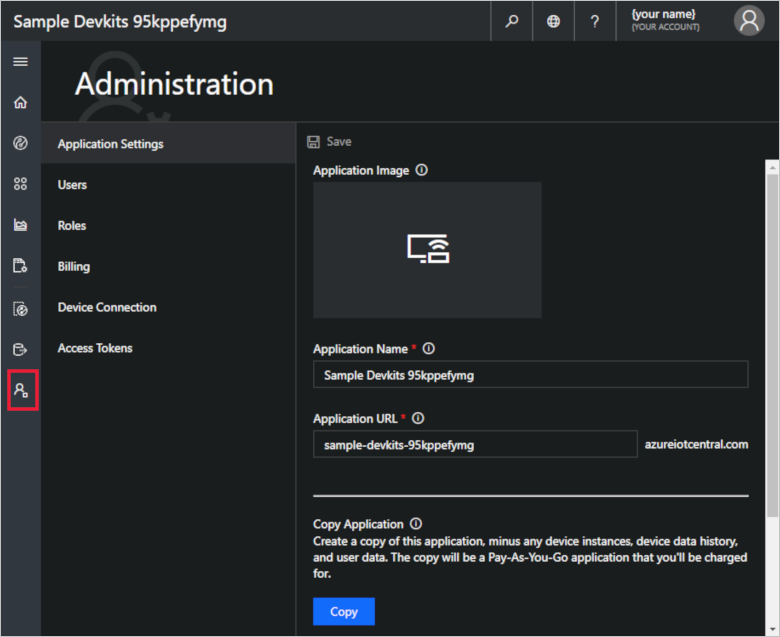 Sample Devkits 95kppefymg
?
{your name}
{YOUR ACCOUNT}
Administration
Application Settings
Users
Roles
Billing
Device Connection
Access Tokens
Save
Application Image
Application Name *
Sample Devkits 95kppefymg
Application URL *
sample-devkits-95kppefymg
azureiotcentral.com
Copy Application
Create a copy of this application, minus any device instances, device data history,
and user data. The copy will be a Pay-As-You-Go application that you'll be charged
for.
Copy